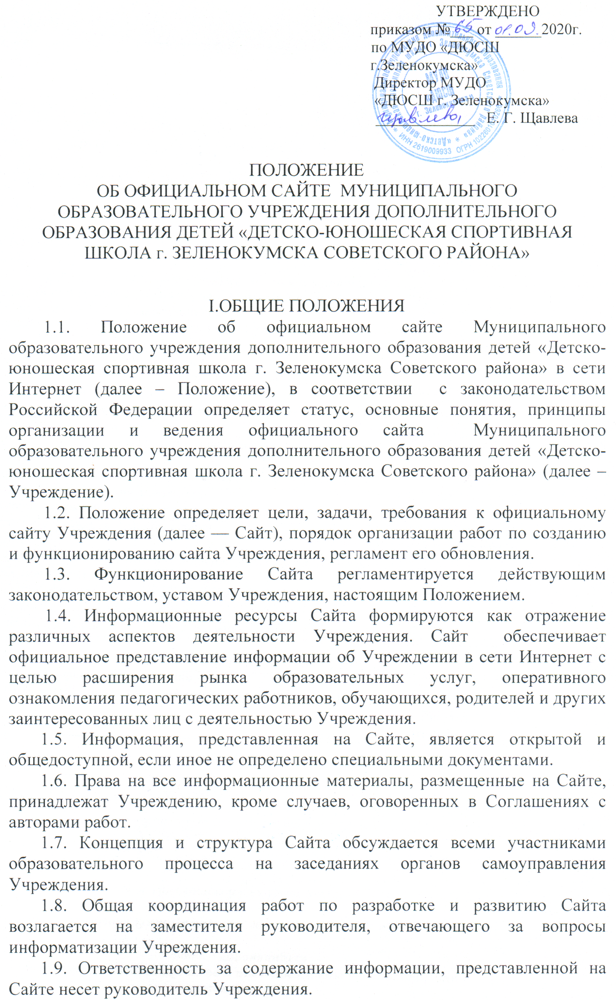 УТВЕРЖДЕНО
приказом № 65 от 01.09.2020г.
по МУДО «ДЮСШ
г.Зеленокумска»
Директор МУДО
«ДЮСШ г. Зеленокумска»
Щавлева Е. Г. Щавлева
МУДО
«ДЮСШ
г. Зеленокумска»
ИНН 2619009933
ПОЛОЖЕНИЕ
ОБ ОФИЦИАЛЬНОМ САЙТЕ МУНИЦИПАЛЬНОГО
ОБРАЗОВАТЕЛЬНОГО УЧРЕЖДЕНИЯ ДОПОЛНИТЕЛЬНОГО
ОБРАЗОВАНИЯ ДЕТЕЙ «ДЕТСКО-ЮНОШЕСКАЯ СПОРТИВНАЯ
ШКОЛА г. ЗЕЛЕНОКУМСКА СОВЕТСКОГО РАЙОНА»
I.ОБЩИЕ ПОЛОЖЕНИЯ
1.1. Положение об официальном сайте Муниципального
образовательного учреждения дополнительного образования детей «Детско-
юношеская спортивная школа г. Зеленокумска Советского района» в сети
Интернет (далее – Положение), в соответствии с законодательством
Российской Федерации определяет статус, основные понятия, принципы
организации и ведения официального сайта Муниципального
образовательного учреждения дополнительного образования детей «Детско-
юношеская спортивная школа г. Зеленокумска Советского района» (далее –
Учреждение).
1.2. Положение определяет цели, задачи, требования к официальному
сайту Учреждения (далее — Сайт), порядок организации работ по созданию
и функционированию сайта Учреждения, регламент его обновления.
1.3. Функционирование Сайта регламентируется действующим
законодательством, уставом Учреждения, настоящим Положением.
1.4. Информационные ресурсы Сайта формируются как отражение
различных аспектов деятельности Учреждения. Сайт обеспечивает
официальное представление информации об Учреждении в сети Интернет с
целью расширения рынка образовательных услуг, оперативного
ознакомления педагогических работников, обучающихся, родителей и других
заинтересованных лиц с деятельностью Учреждения.
1.5. Информация, представленная на Сайте, является открытой и
общедоступной, если иное не определено специальными документами.
1.6. Права на все информационные материалы, размещенные на Сайте,
принадлежат Учреждению, кроме случаев, оговоренных в Соглашениях с
авторами работ.
1.7. Концепция и структура Сайта обсуждается всеми участниками
образовательного процесса на заседаниях органов самоуправления
Учреждения.
1.8. Общая координация работ по разработке и развитию Сайта
возлагается на заместителя руководителя, отвечающего за вопросы
информатизации Учреждения.
1.9. Ответственность за содержание информации, представленной на
Сайте несет руководитель Учреждения.